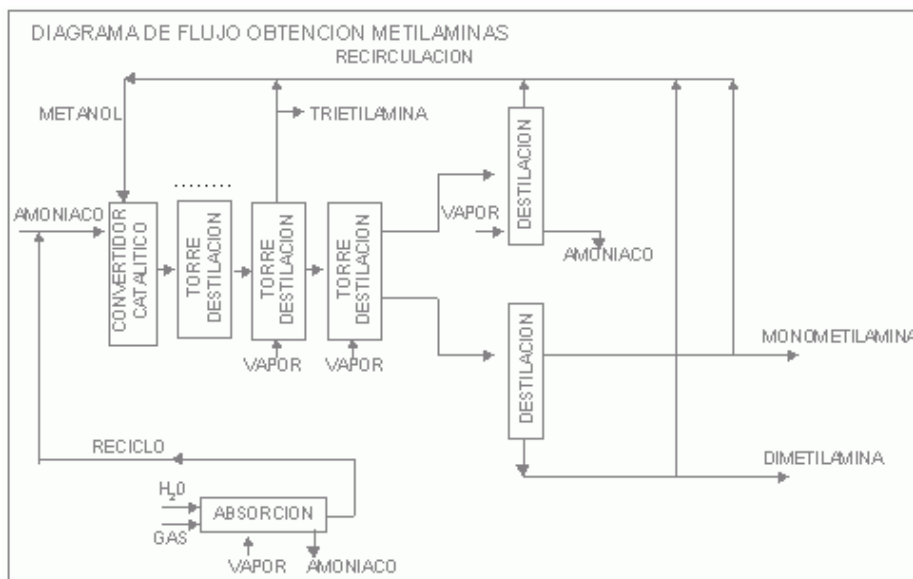 DIAGRAMA DE FLUJO OBTENCION METILAMINAS
RECIRCULACION
METANOL
TRIETILAMINA
AMONIACO
CONVERTIDOR
CATALITICO
TORRE
DESTILACION
TORRE
DESTILACION
TORRE
DESTILACION
VAPOR
VAPOR
DESTILACION
VAPOR
AMONIACO
DESTILACION
MONOMETILAMINA
DIMETILAMINA
RECICLO
H₂0
GAS
ABSORCION
VAPOR
AMONIACO